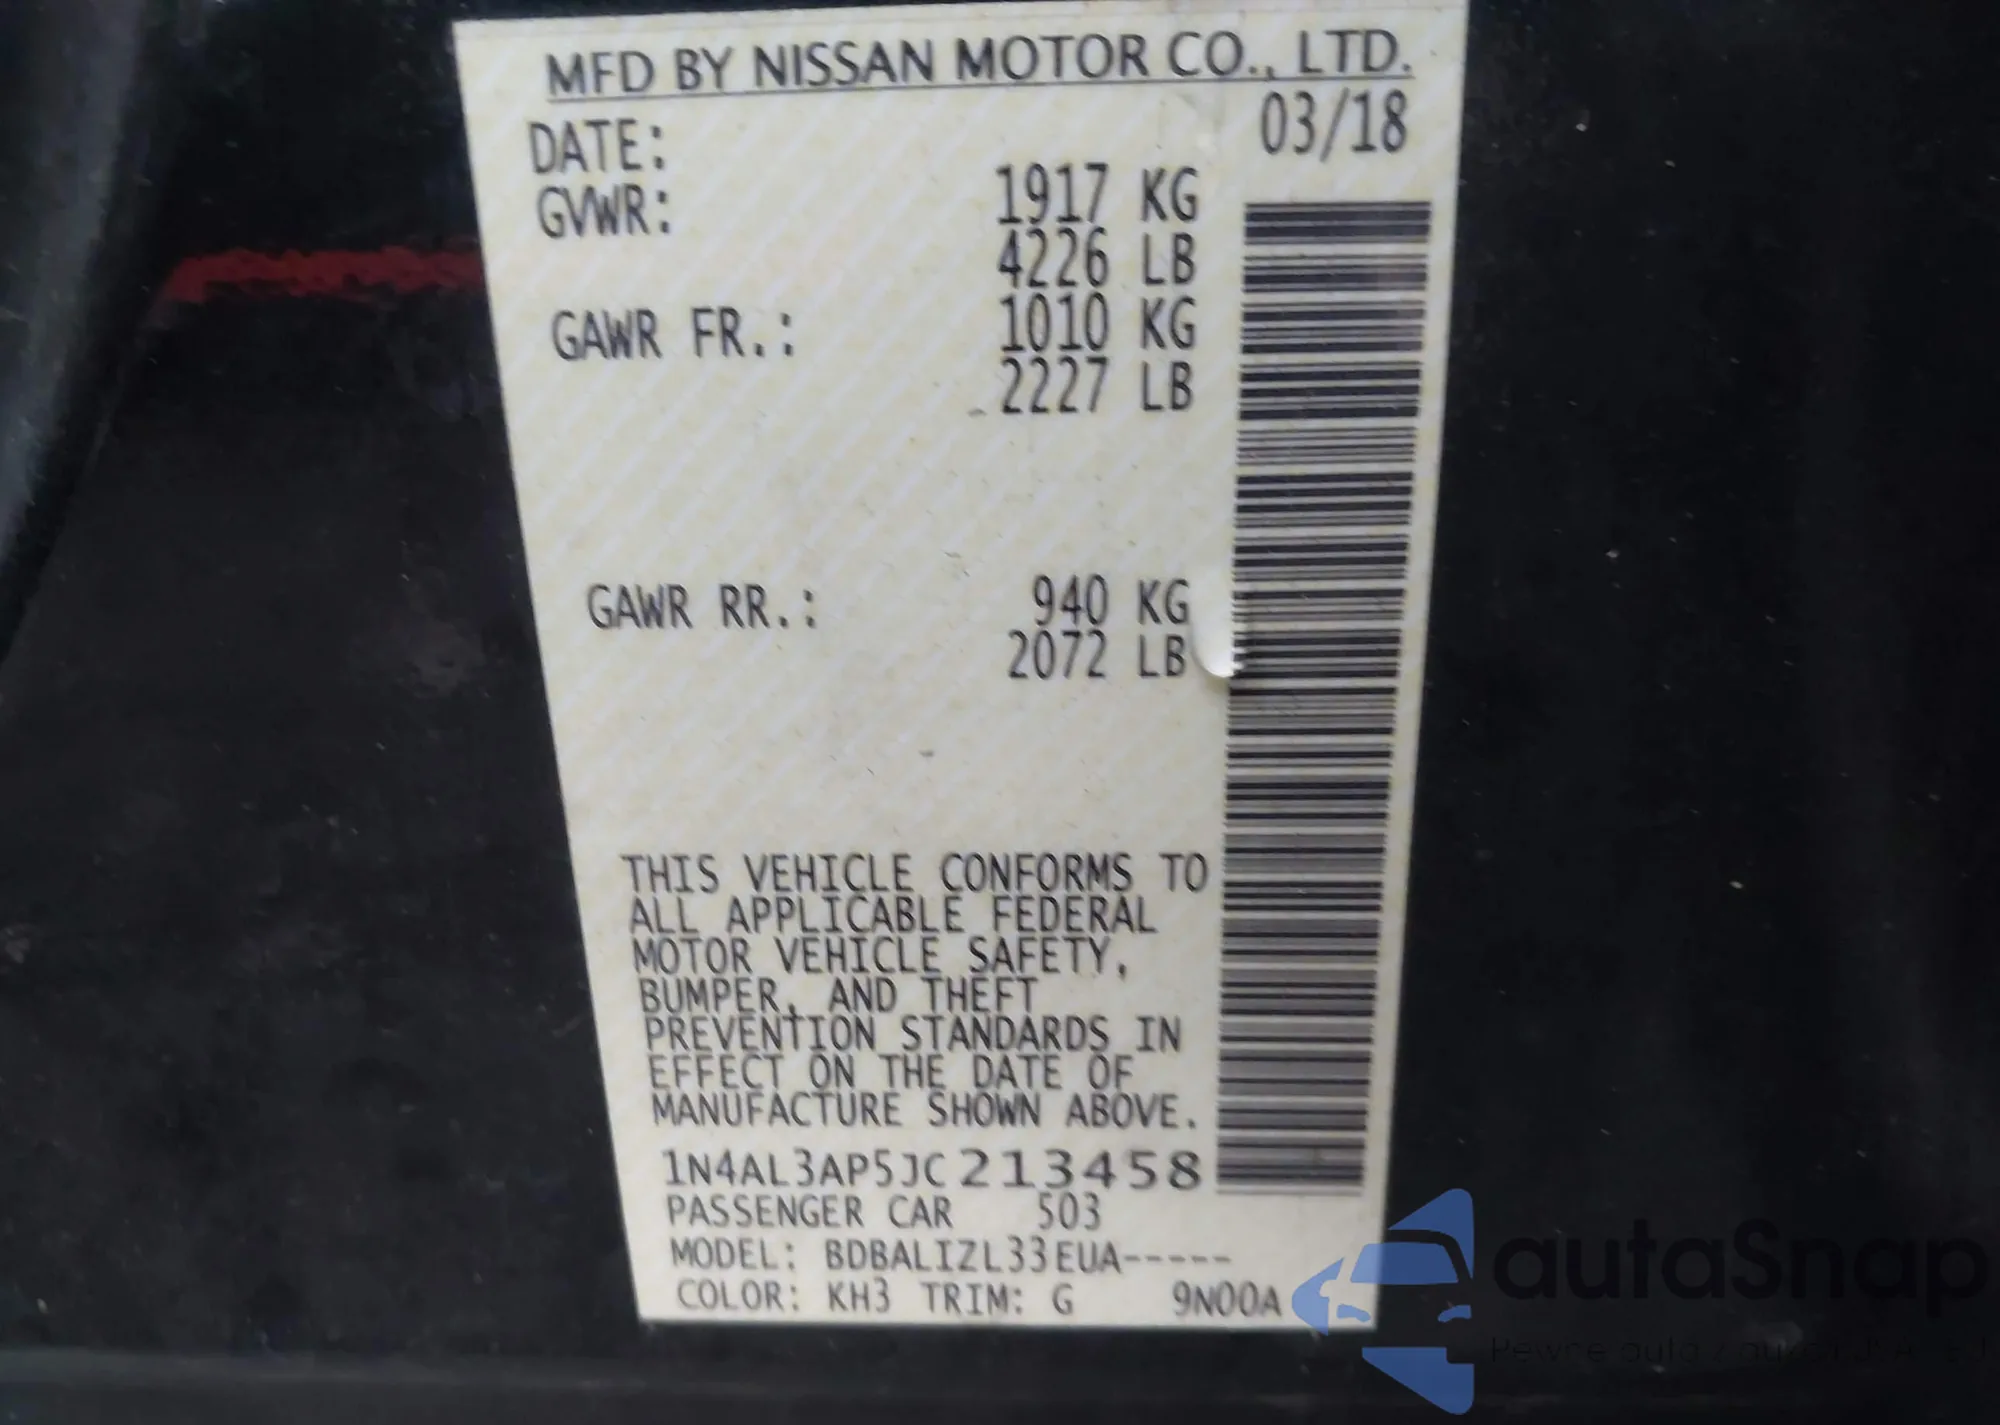 MFD BY NISSAN MOTOR CO., LTD.
DATE: 03/18
GVWR: 1917 KG
4226 LB
GAWR FR.: 1010 KG
2227 LB
GAWR RR.: 940 KG
2072 LB
THIS VEHICLE CONFORMS TO
ALL APPLICABLE FEDERAL
MOTOR VEHICLE SAFETY,
BUMPER, AND THEFT
PREVENTION STANDARDS IN
EFFECT ON THE DATE OF
MANUFACTURE SHOWN ABOVE.
1N4AL3AP5JC213458
PASSENGER CAR 503
MODEL: BDBALIZL33EUA-----
COLOR: KH3 TRIM: G 9N00A
autaSnap
Pewne auto z